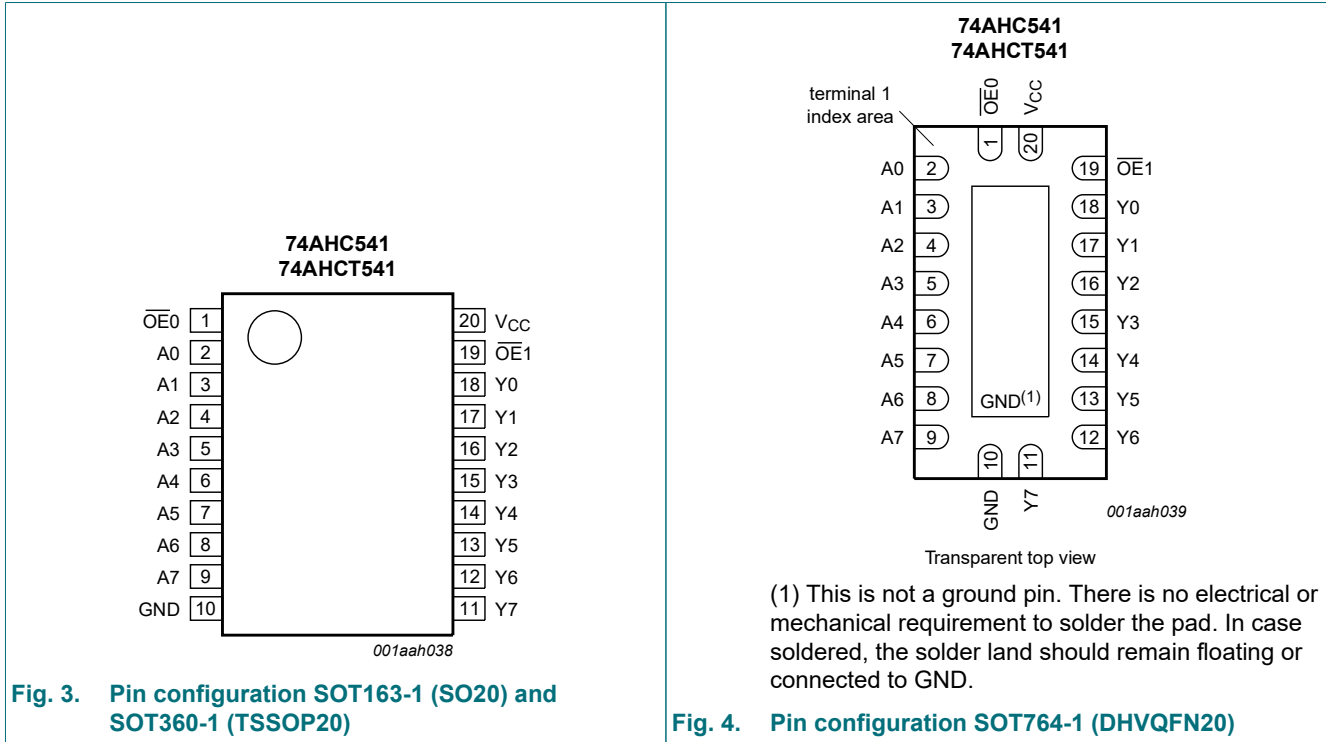 74AHC541
74AHCT541
OE0 1
A0 2
A1 3
A2 4
A3 5
A4 6
A5 7
A6 8
A7 9
GND 10
20 VCC
19 OE1
18 Y0
17 Y1
16 Y2
15 Y3
14 Y4
13 Y5
12 Y6
11 Y7
001aah038
Fig. 3. Pin configuration SOT163-1 (SO20) and
SOT360-1 (TSSOP20)
74AHC541
74AHCT541
terminal 1
index area
OE0
VCC
1
20
A0 2
A1 3
A2 4
A3 5
A4 6
A5 7
A6 8
A7 9
19 OE1
18 Y0
17 Y1
16 Y2
15 Y3
14 Y4
13 Y5
12 Y6
GND(1)
10
11
GND
Y7
001aah039
Transparent top view
(1) This is not a ground pin. There is no electrical or
mechanical requirement to solder the pad. In case
soldered, the solder land should remain floating or
connected to GND.
Fig. 4. Pin configuration SOT764-1 (DHVQFN20)